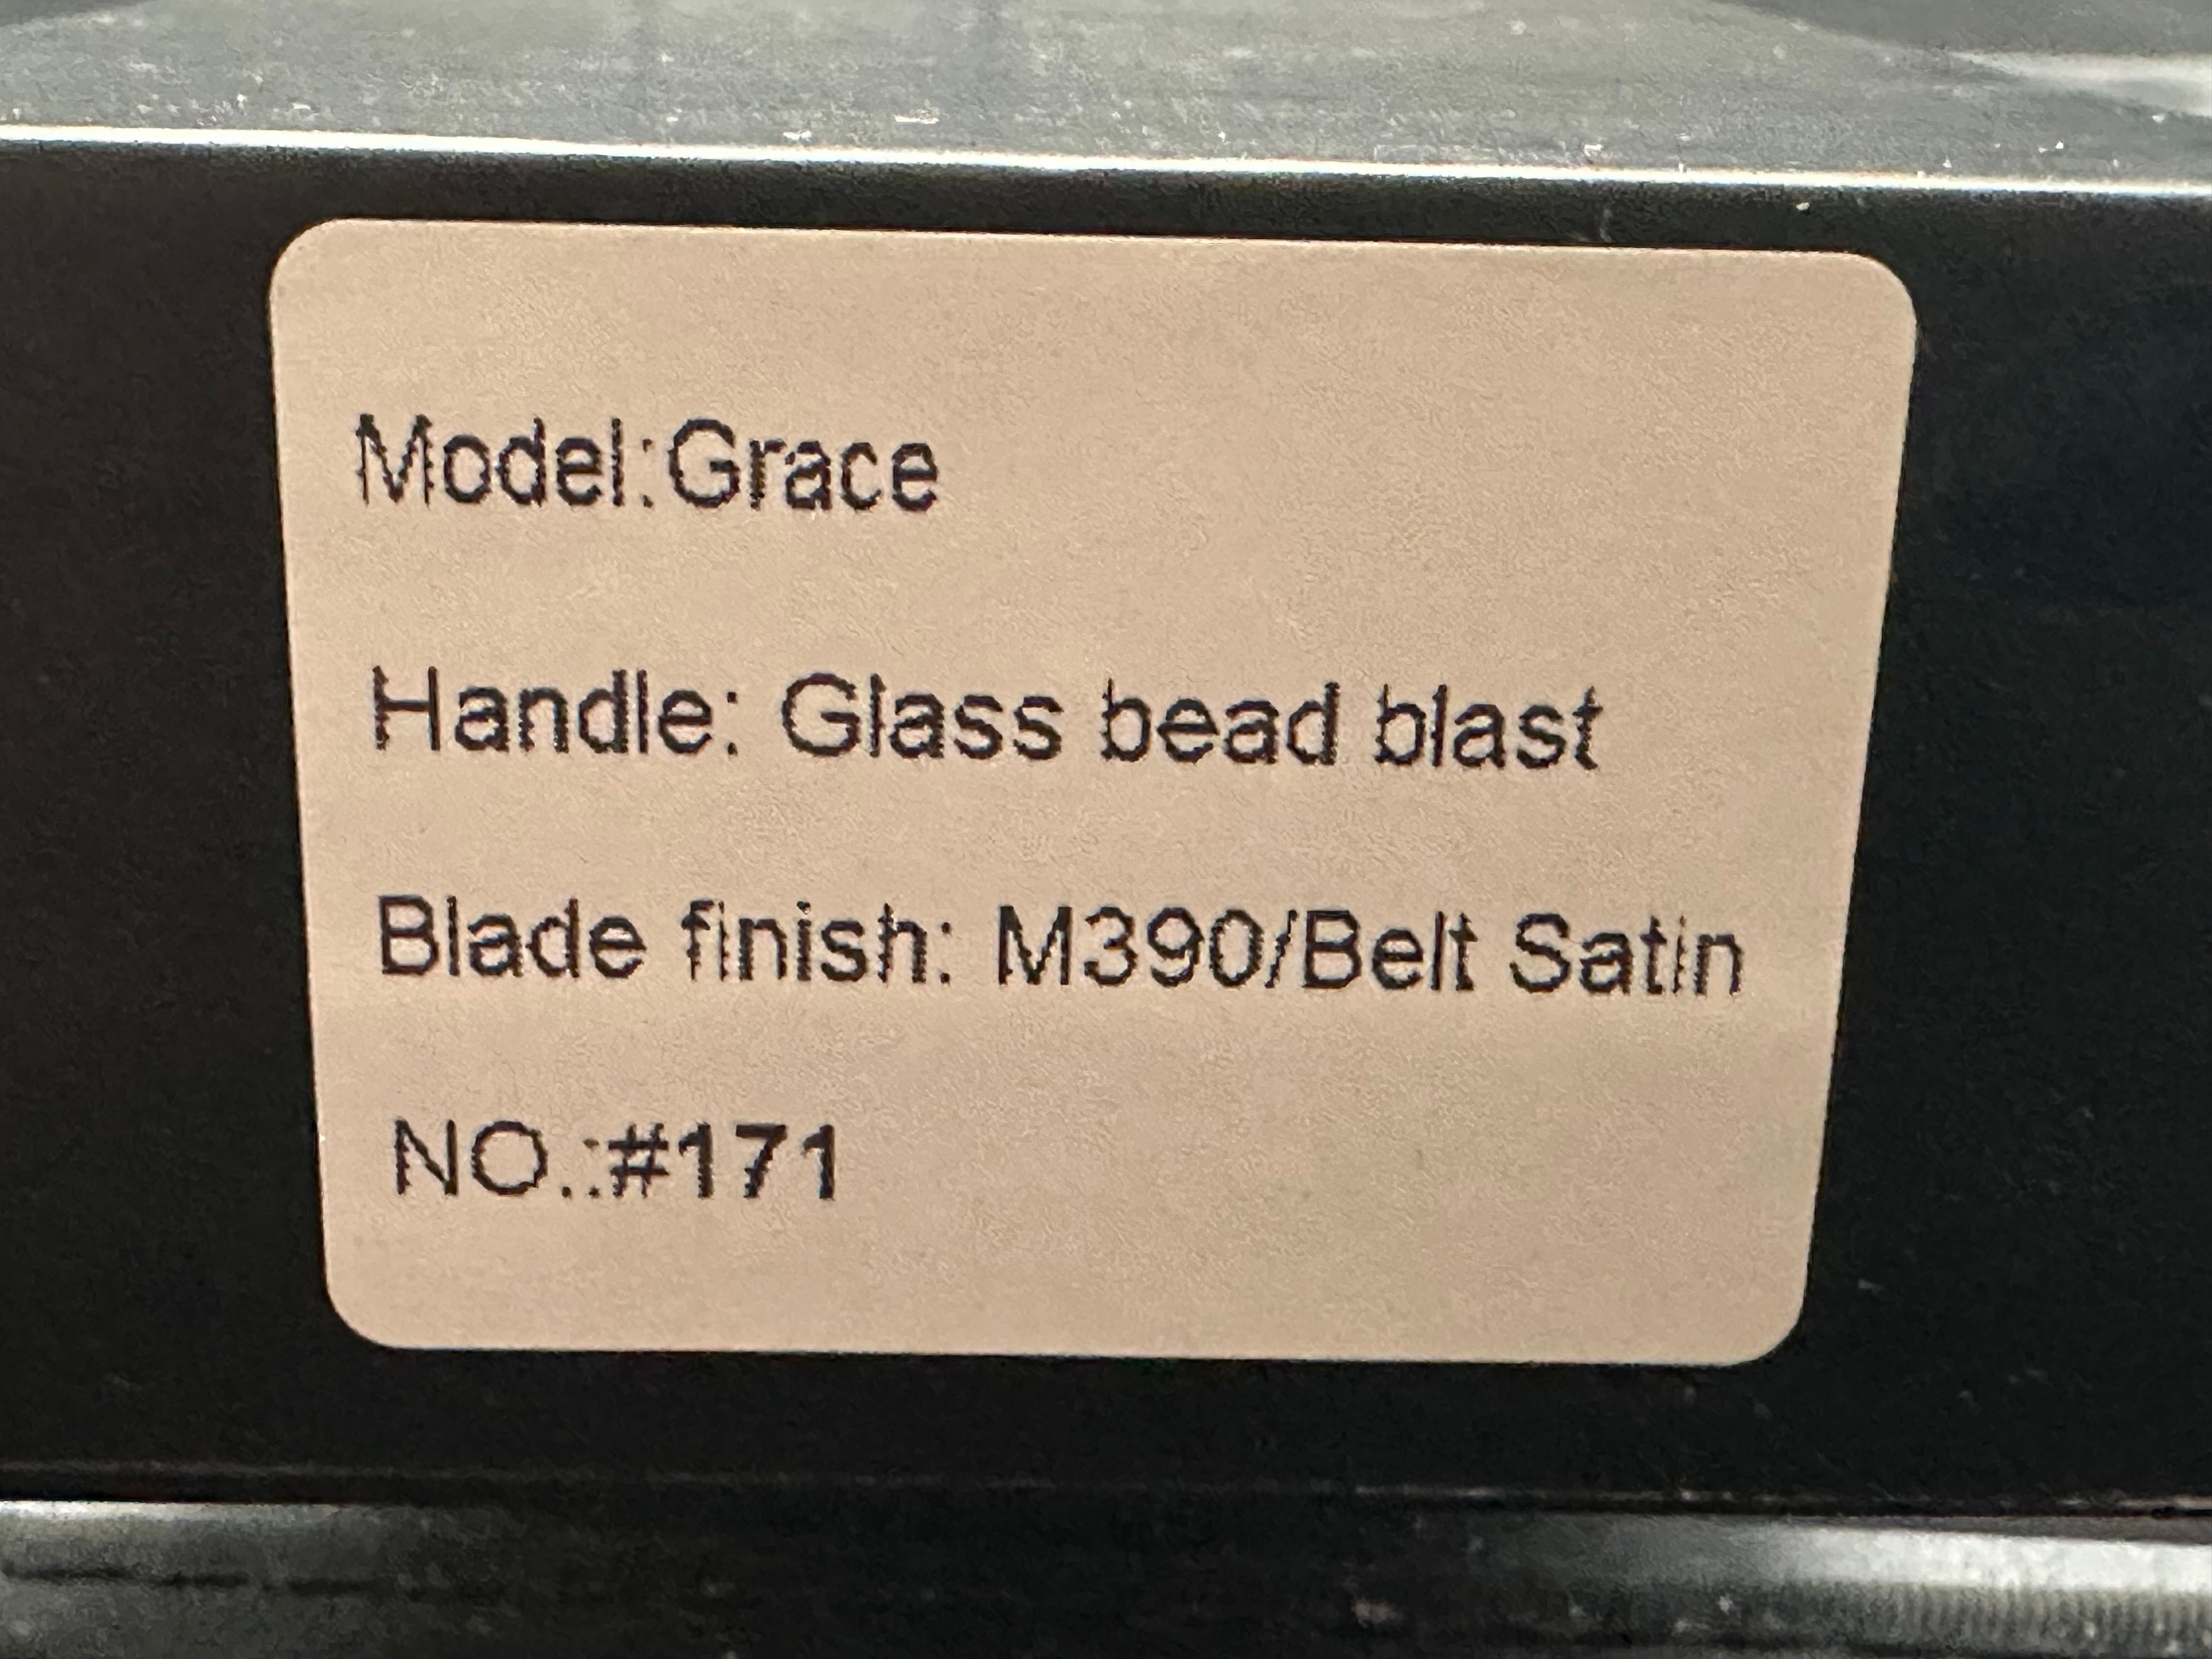 Model:Grace
Handle: Glass bead blast
Blade finish: M390/Belt Satin
NO.:#171